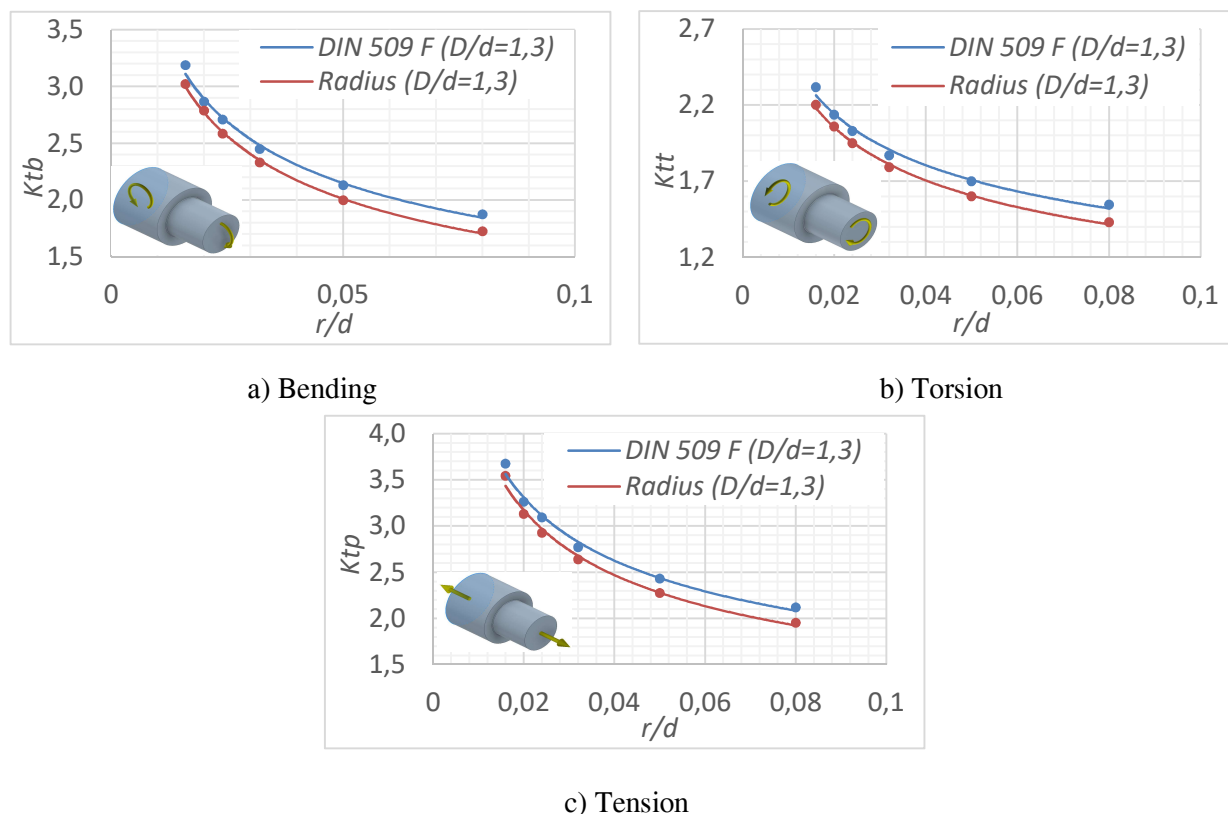 3,5
3,0
2,5
2,0
1,5
Ktb
DIN 509 F (D/d=1,3)
Radius (D/d=1,3)
0
0,05
0,1
r/d
a) Bending
2,7
2,2
1,7
1,2
Ktt
DIN 509 F (D/d=1,3)
Radius (D/d=1,3)
0
0,02
0,04
0,06
0,08
0,1
r/d
b) Torsion
4,0
3,5
3,0
2,5
2,0
1,5
Ktp
DIN 509 F (D/d=1,3)
Radius (D/d=1,3)
0
0,02
0,04
0,06
0,08
0,1
r/d
c) Tension